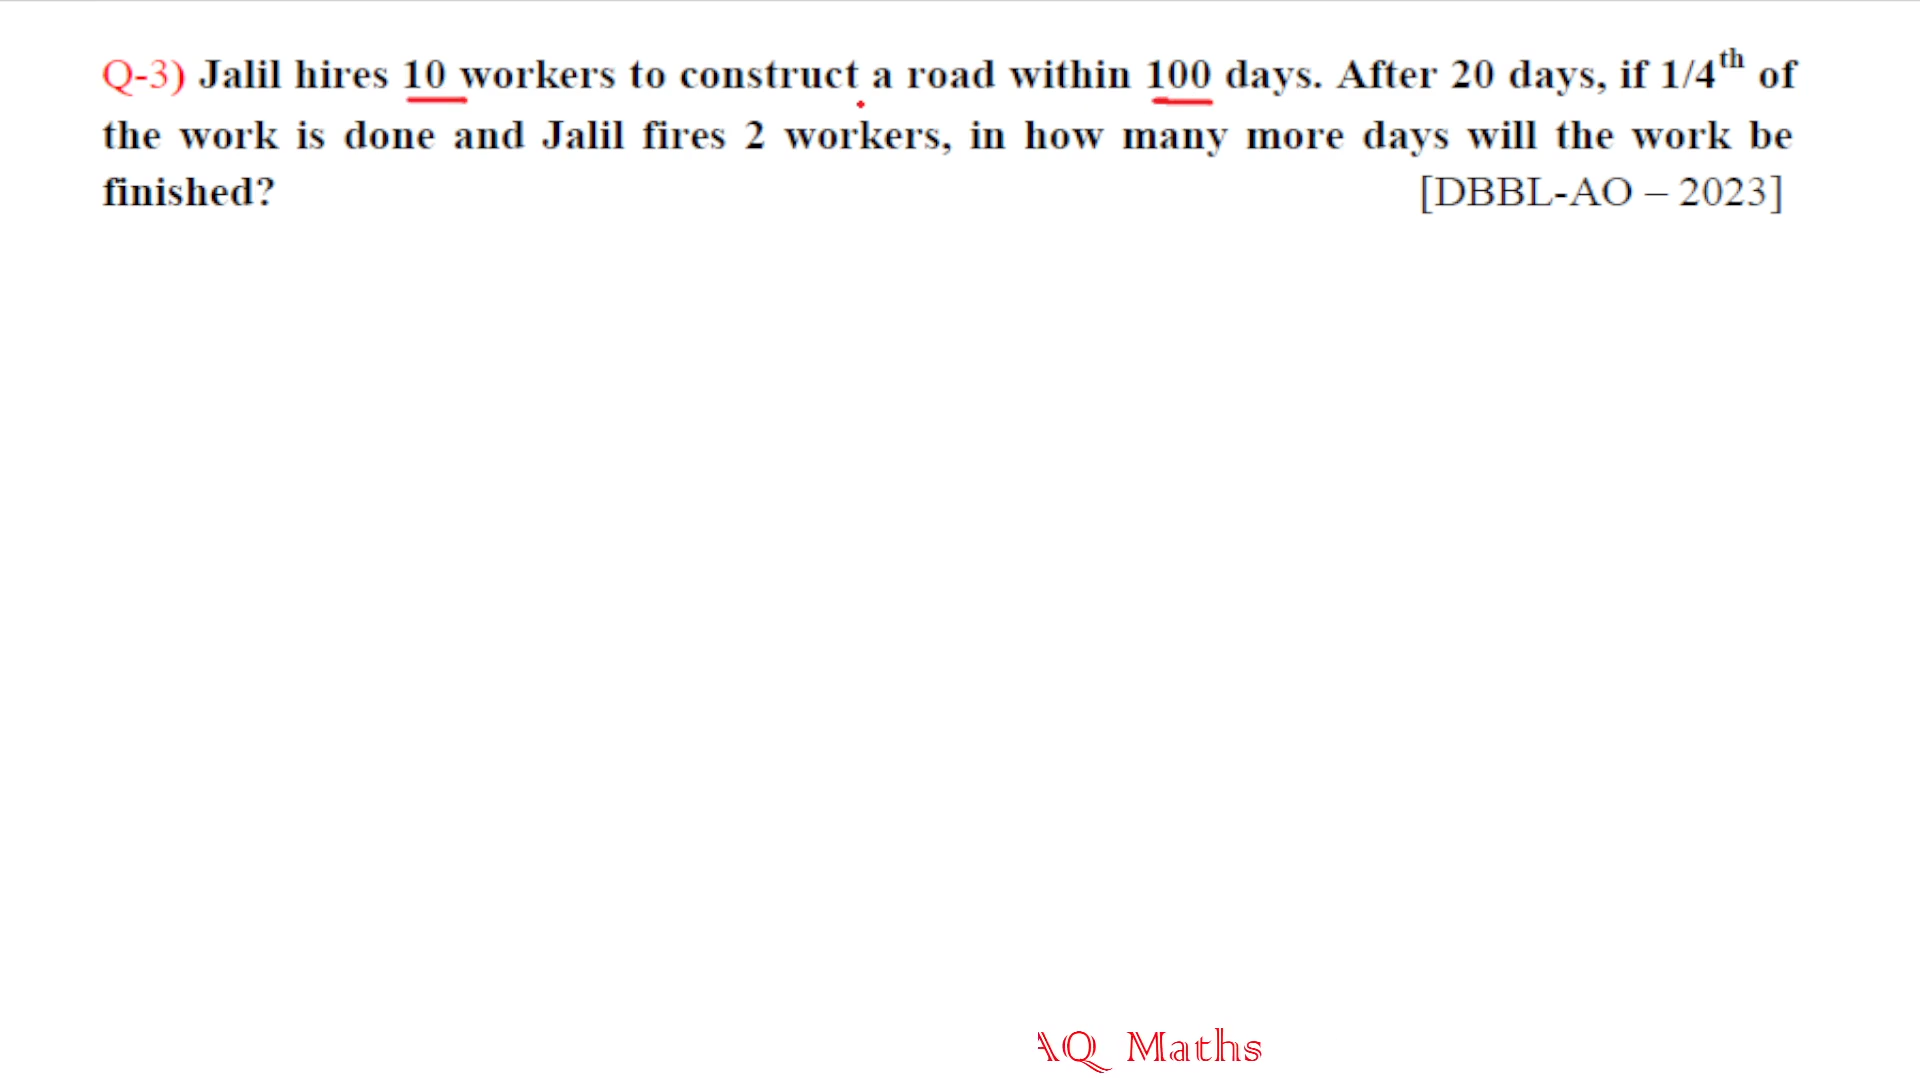 Q-3) Jalil hires 10 workers to construct a road within 100 days. After 20 days, if 1/4th of
the work is done and Jalil fires 2 workers, in how many more days will the work be
finished? [DBBL-AO – 2023]
AQ Maths